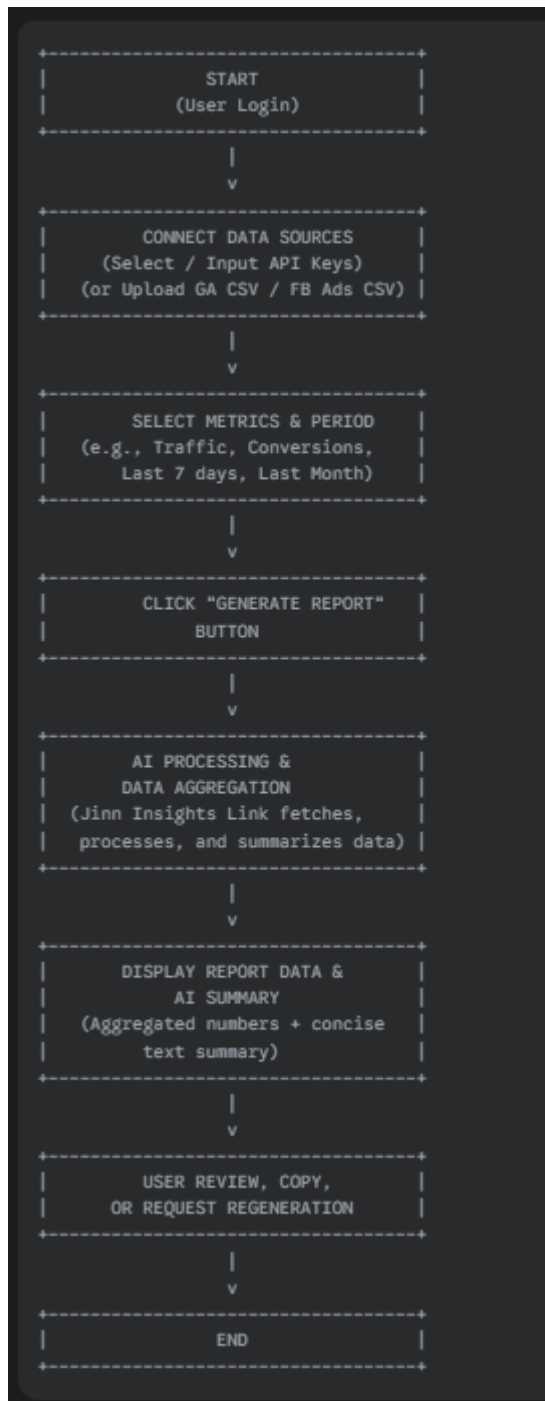 START
(User Login)
CONNECT DATA SOURCES
(Select / Input API Keys)
(or Upload GA CSV / FB Ads CSV)
SELECT METRICS & PERIOD
(e.g., Traffic, Conversions,
Last 7 days, Last Month)
CLICK "GENERATE REPORT"
BUTTON
AI PROCESSING &
DATA AGGREGATION
(Jinn Insights Link fetches,
processes, and summarizes data)
DISPLAY REPORT DATA &
AI SUMMARY
(Aggregated numbers + concise
text summary)
USER REVIEW, COPY,
OR REQUEST REGENERATION
END